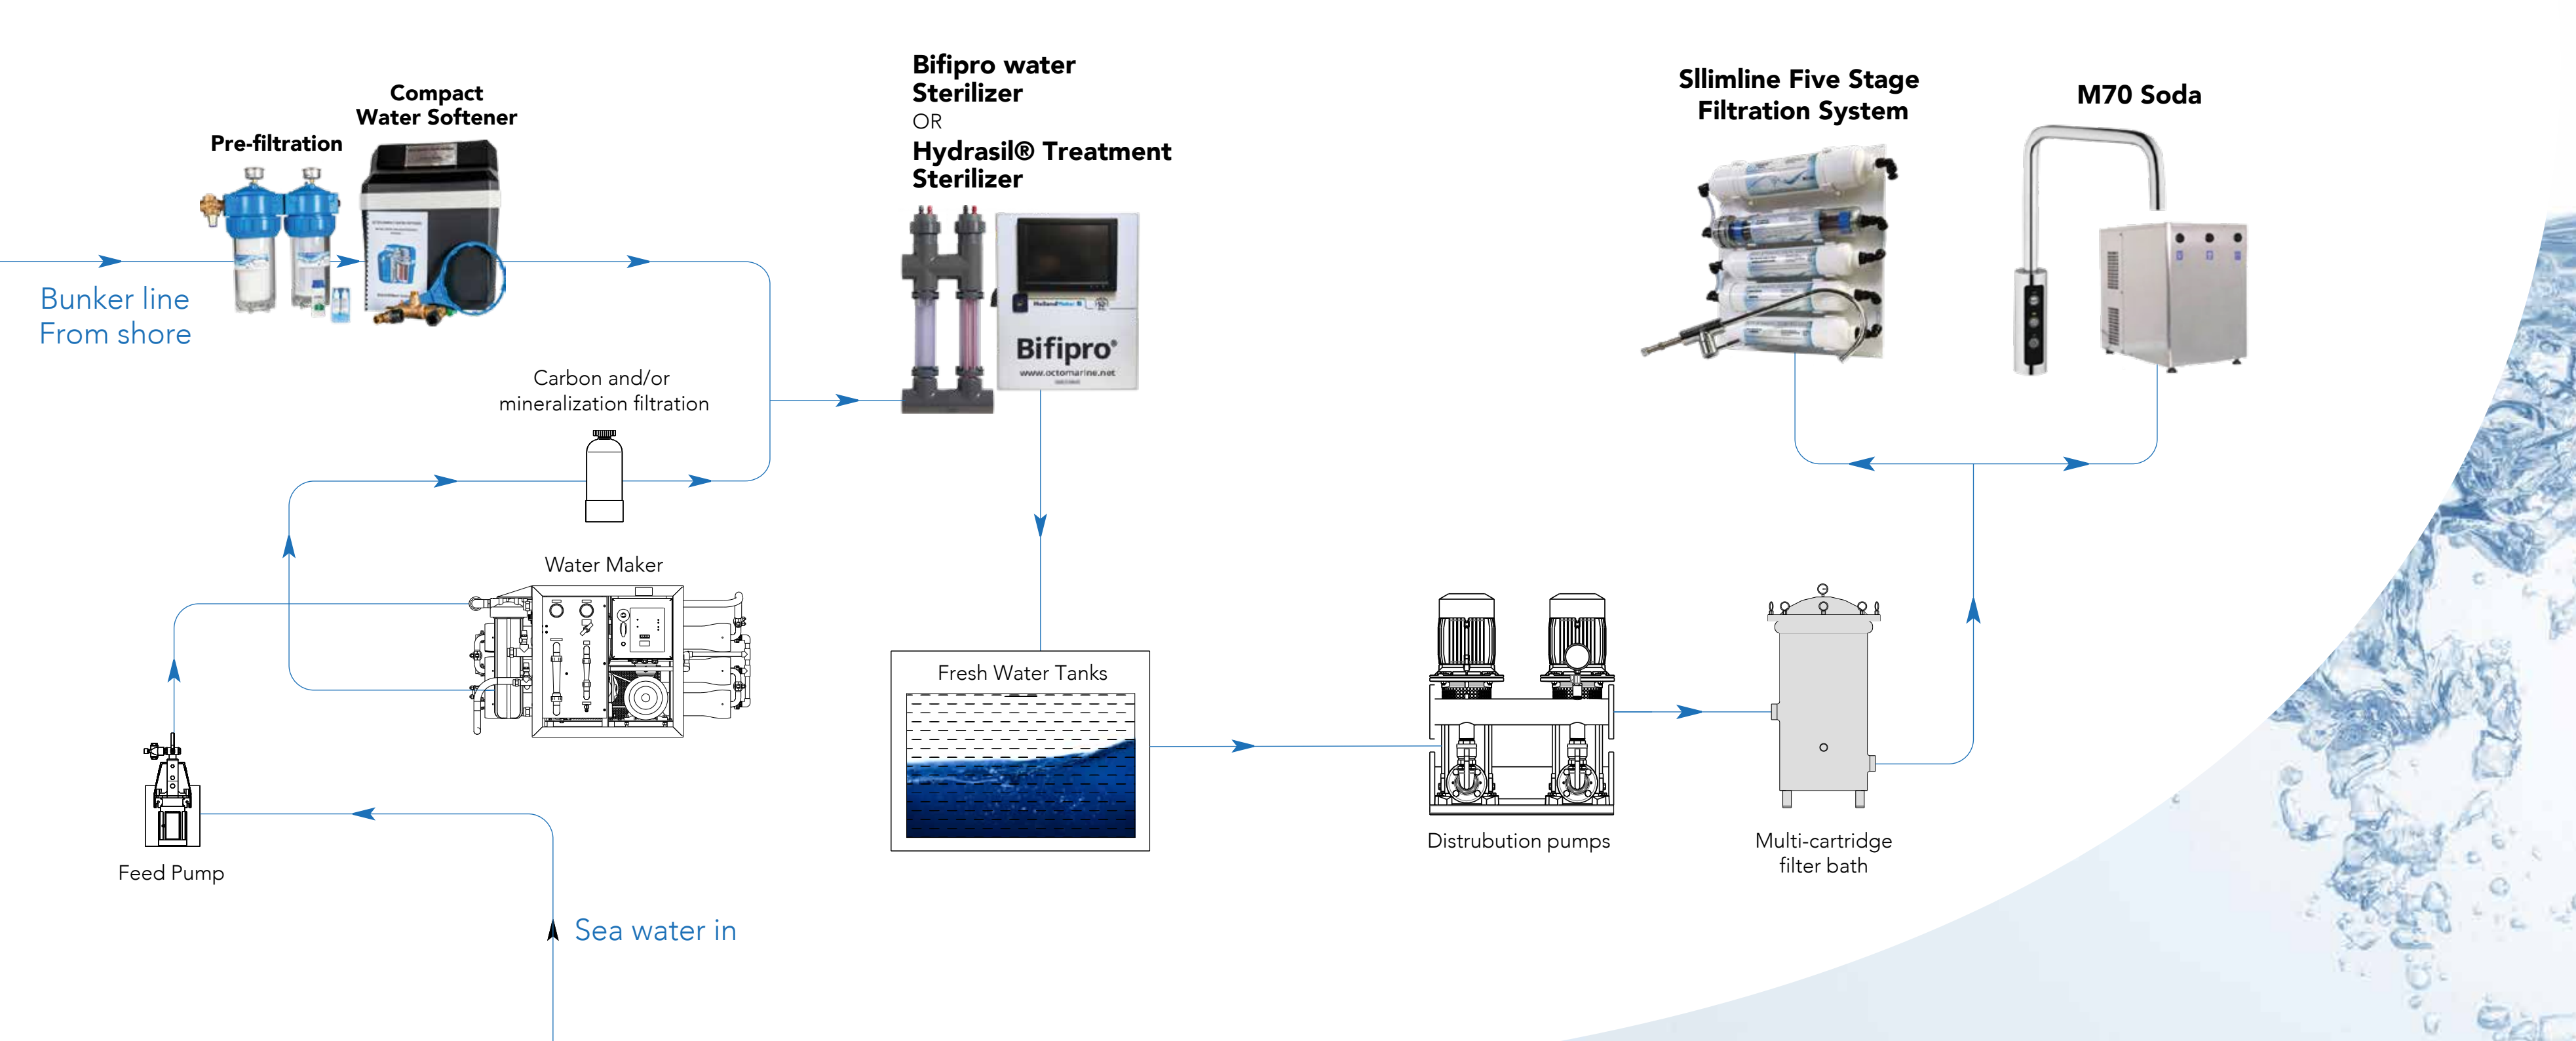 Pre-filtration
Compact
Water Softener
Bunker line
From shore
Carbon and/or
mineralization filtration
Water Maker
Feed Pump
Sea water in
Bifipro water
Sterilizer
OR
Hydrasil® Treatment
Sterilizer
Bifipro®
www.octomarine.net
Fresh Water Tanks
Distrubution pumps
Multi-cartridge
filter bath
Sllimline Five Stage
Filtration System
M70 Soda